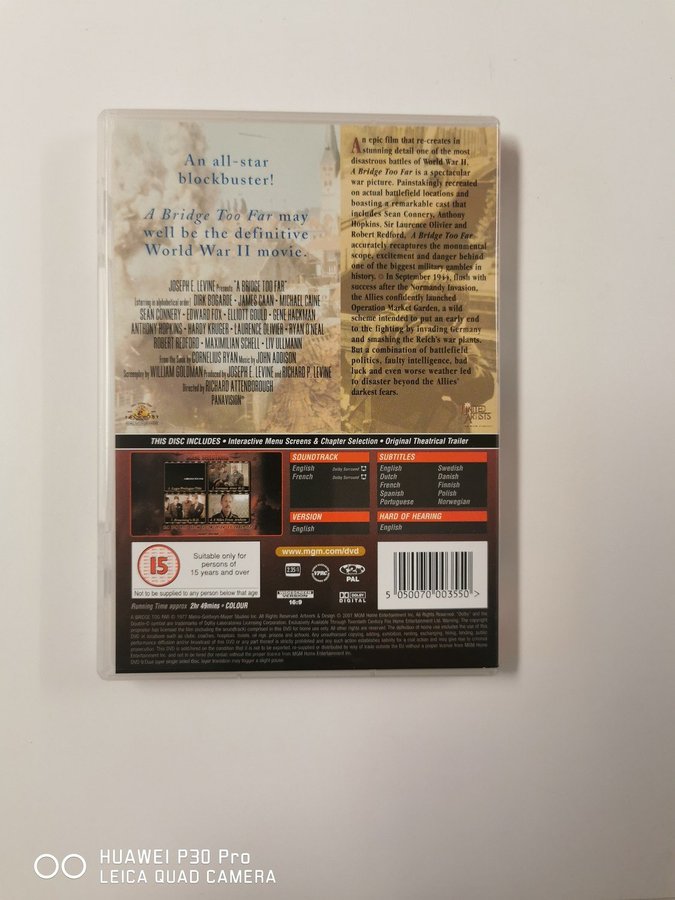 An all-star
blockbuster!
A Bridge Too Far may
well be the definitive
World War II movie.
JOSEPH E. LEVINE Presents "A BRIDGE TOO FAR"
(starring in alphabetical order) DIRK BOGARDE - JAMES CAAN - MICHAEL CAINE
SEAN CONNERY - EDWARD FOX - ELLIOTT GOULD - GENE HACKMAN
ANTHONY HOPKINS - HARDY KRUGER - LAURENCE OLIVIER - RYAN O'NEAL
ROBERT REDFORD - MAXIMILIAN SCHELL - LIV ULLMANN
From the book by CORNELIUS RYAN Music by JOHN ADDISON
Screenplay by WILLIAM GOLDMAN Produced by JOSEPH E. LEVINE and RICHARD P. LEVINE
Directed by RICHARD ATTENBOROUGH
PANAVISION®
An epic film that re-creates in
stunning detail one of the most
disastrous battles of World War II.
A Bridge Too Far is a spectacular
war picture. Painstakingly recreated
on actual battlefield locations and
boasting a remarkable cast that
includes Sean Connery, Anthony
Hopkins, Sir Laurence Olivier and
Robert Redford, A Bridge Too Far
accurately recaptures the monumental
scope, excitement and danger behind
one of the biggest military gambles in
history. In September 1944, flush with
success after the Normandy Invasion,
the Allies confidently launched
Operation Market Garden, a wild
scheme intended to put an early end
to the fighting by invading Germany
and smashing the Reich's war plants.
But a combination of battlefield
politics, faulty intelligence, bad
luck and even worse weather led
to disaster beyond the Allies'
darkest fears.
United
Artists
THIS DISC INCLUDES • Interactive Menu Screens & Chapter Selection • Original Theatrical Trailer
SOUNDTRACK
English Dolby Surround
French Dolby Surround
VERSION
English
SUBTITLES
English Swedish
Dutch Danish
French Finnish
Spanish Polish
Portuguese Norwegian
HARD OF HEARING
English
15
Suitable only for
persons of
15 years and over
Not to be supplied to any person below that age
www.mgm.com/dvd
2
PAL
WIDESCREEN
VERSION
16:9
DOLBY
DIGITAL
5 050070 003550 >
Running Time approx. 2hr 49mins • COLOUR
HUAWEI P30 Pro
LEICA QUAD CAMERA